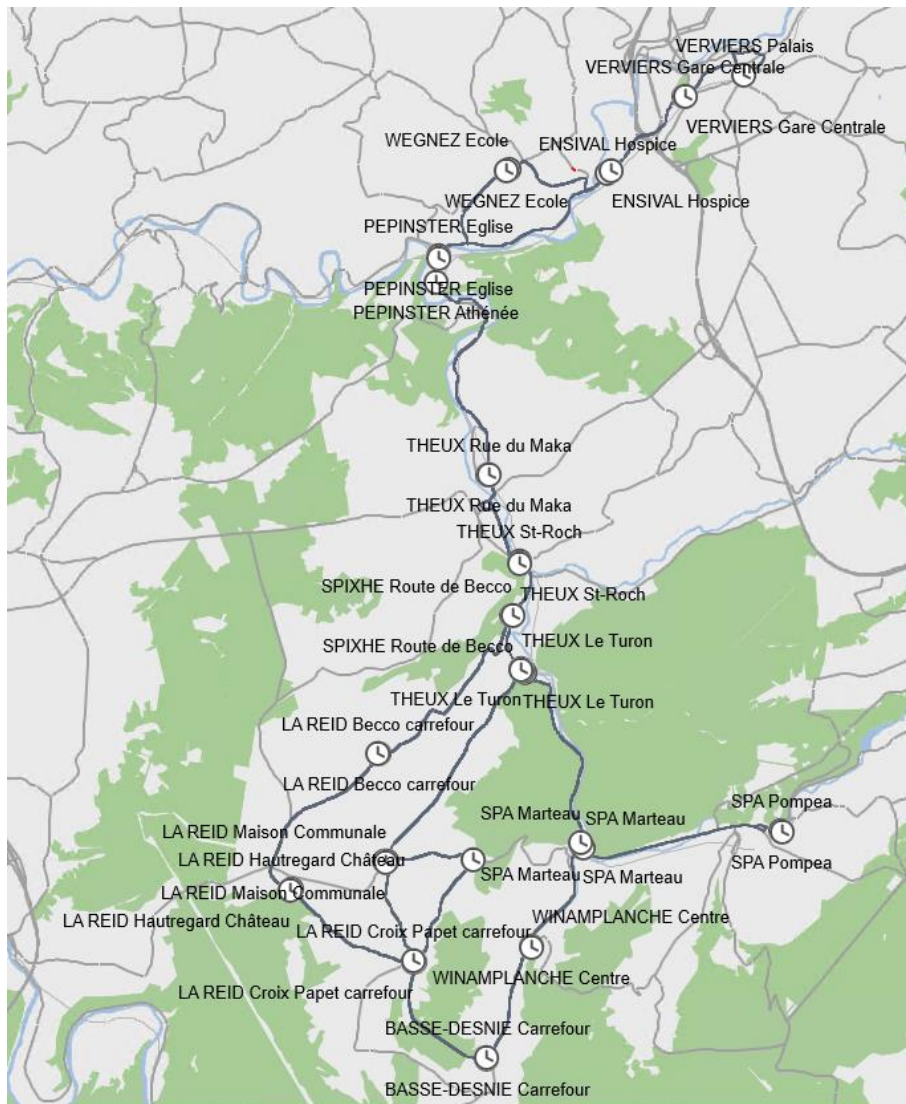 VERVIERS Palais
VERVIERS Gare Centrale
VERVIERS Gare Centrale
WEGNEZ Ecole
ENSIVAL Hospice
WEGNEZ Ecole
ENSIVAL Hospice
PEPINSTER Eglise
PEPINSTER Eglise
PEPINSTER Athénée
THEUX Rue du Maka
THEUX Rue du Maka
THEUX St-Roch
SPIXHE Route de Becco
THEUX St-Roch
THEUX Le Turon
SPIXHE Route de Becco
THEUX Le Turon
THEUX Le Turon
LA REID Becco carrefour
LA REID Becco carrefour
SPA Pompea
SPA Marteau
SPA Marteau
LA REID Maison Communale
LA REID Hautregard Château
SPA Pompea
SPA Marteau
SPA Marteau
LA REID Maison Communale
LA REID Hautregard Château
WINAMPLANCHE Centre
LA REID Croix Papet carrefour
WINAMPLANCHE Centre
LA REID Croix Papet carrefour
BASSE-DESNIE Carrefour
BASSE-DESNIE Carrefour